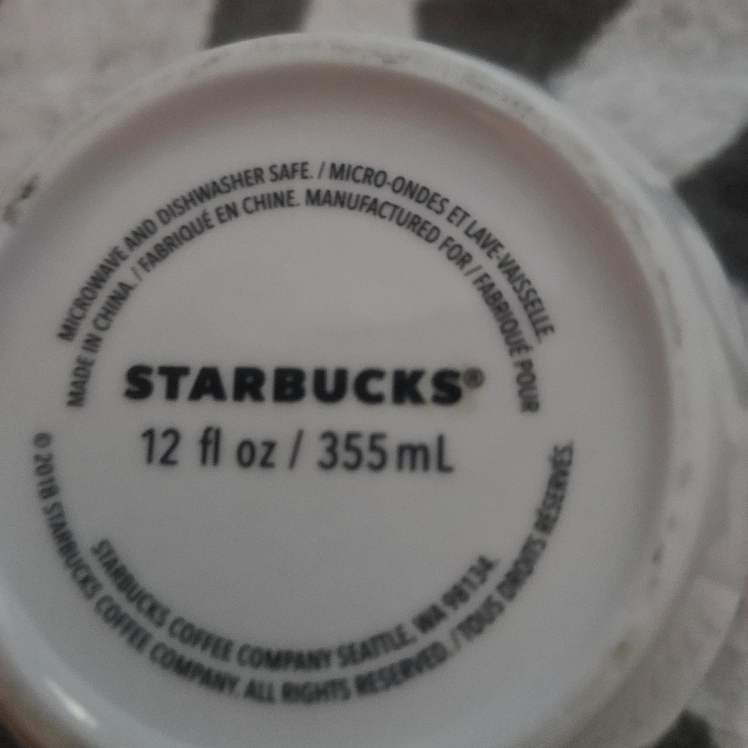 MICROWAVE AND DISHWASHER SAFE. / MICRO-ONDES ET LAVE-VAISSELLE.
MADE IN CHINA. / FABRIQUÉ EN CHINE. MANUFACTURED FOR / FABRIQUÉ POUR
STARBUCKS®
12 fl oz / 355 mL
STARBUCKS COFFEE COMPANY SEATTLE, WA 98134.
© 2018 STARBUCKS COFFEE COMPANY. ALL RIGHTS RESERVED. / TOUS DROITS RÉSERVÉS.